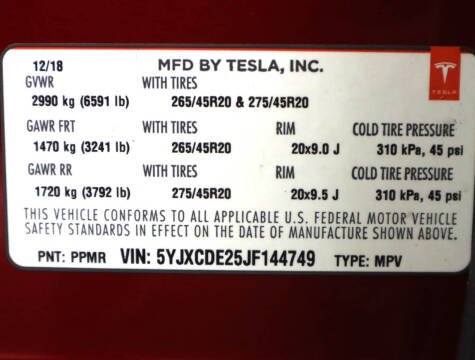 12/18 MFD BY TESLA, INC.
GVWR WITH TIRES
2990 kg (6591 lb) 265/45R20 & 275/45R20
TESLA
GAWR FRT WITH TIRES RIM COLD TIRE PRESSURE
1470 kg (3241 lb) 265/45R20 20x9.0 J 310 kPa, 45 psi
GAWR RR WITH TIRES RIM COLD TIRE PRESSURE
1720 kg (3792 lb) 275/45R20 20x9.5 J 310 kPa, 45 psi
THIS VEHICLE CONFORMS TO ALL APPLICABLE U.S. FEDERAL MOTOR VEHICLE
SAFETY STANDARDS IN EFFECT ON THE DATE OF MANUFACTURE SHOWN ABOVE.
PNT: PPMR VIN: 5YJXCDE25JF144749 TYPE: MPV